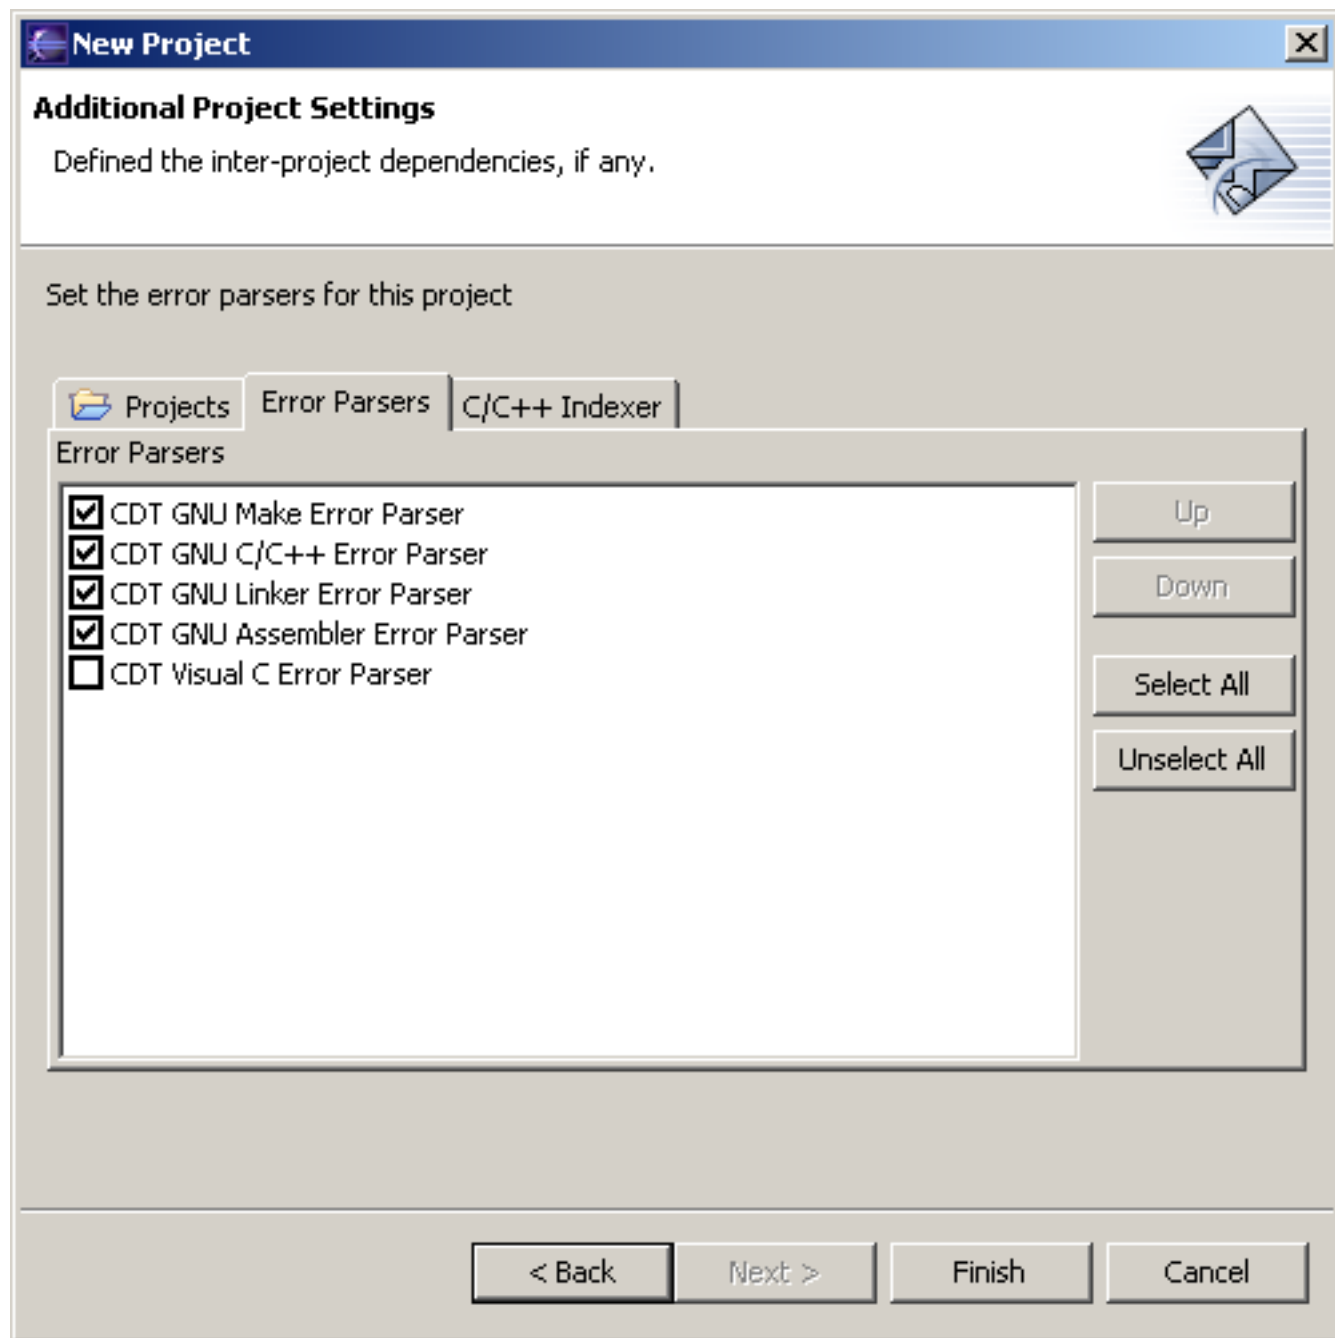 New Project
Additional Project Settings
Defined the inter-project dependencies, if any.
Set the error parsers for this project
Projects
Error Parsers
C/C++ Indexer
Error Parsers
CDT GNU Make Error Parser
CDT GNU C/C++ Error Parser
CDT GNU Linker Error Parser
CDT GNU Assembler Error Parser
CDT Visual C Error Parser
Up
Down
Select All
Unselect All
< Back
Next >
Finish
Cancel